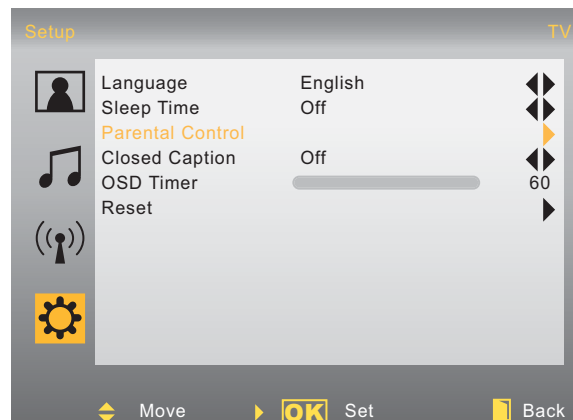 Setup TV
Language English
Sleep Time Off
Parental Control
Closed Caption Off
OSD Timer 60
Reset
Move OK Set Back